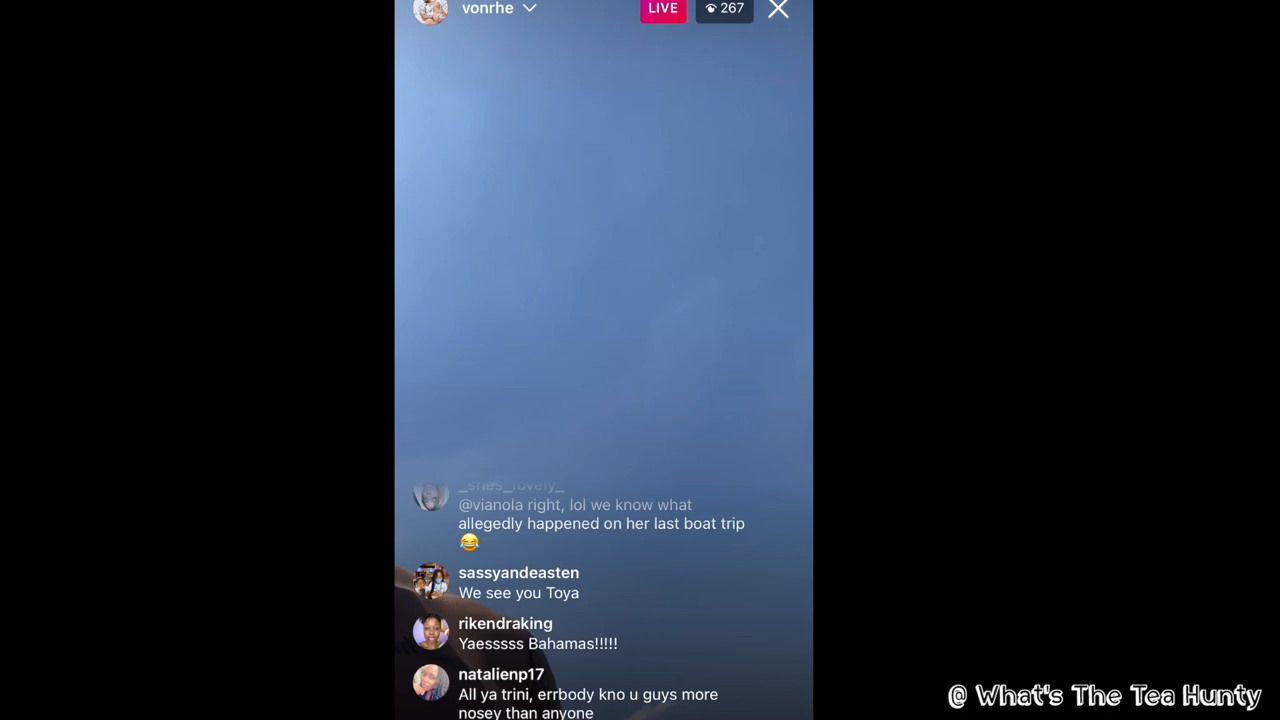 vonrhe
LIVE
267
_shes_lovely_
@vianola right, lol we know what
allegedly happened on her last boat trip
😂
sassyandeasten
We see you Toya
rikendraking
Yaesssss Bahamas!!!!!
natalienp17
All ya trini, errbody kno u guys more
nosey than anyone
@ What's The Tea Hunty